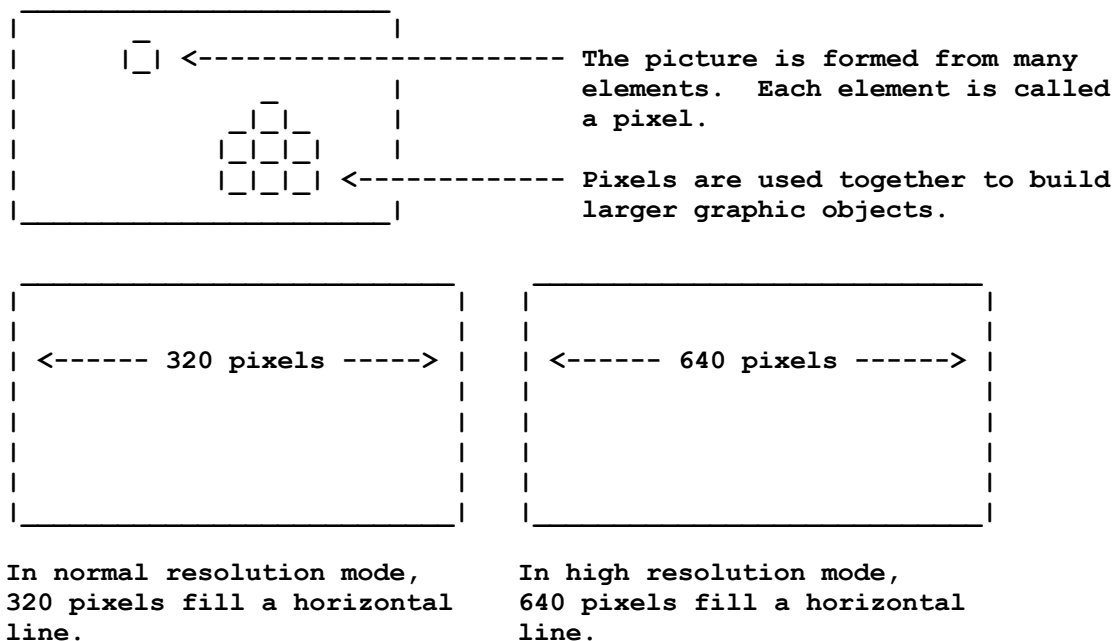 The picture is formed from many
elements.  Each element is called
a pixel.
Pixels are used together to build
larger graphic objects.
<------ 320 pixels ----->
<------ 640 pixels ------>
In normal resolution mode,
320 pixels fill a horizontal
line.
In high resolution mode,
640 pixels fill a horizontal
line.